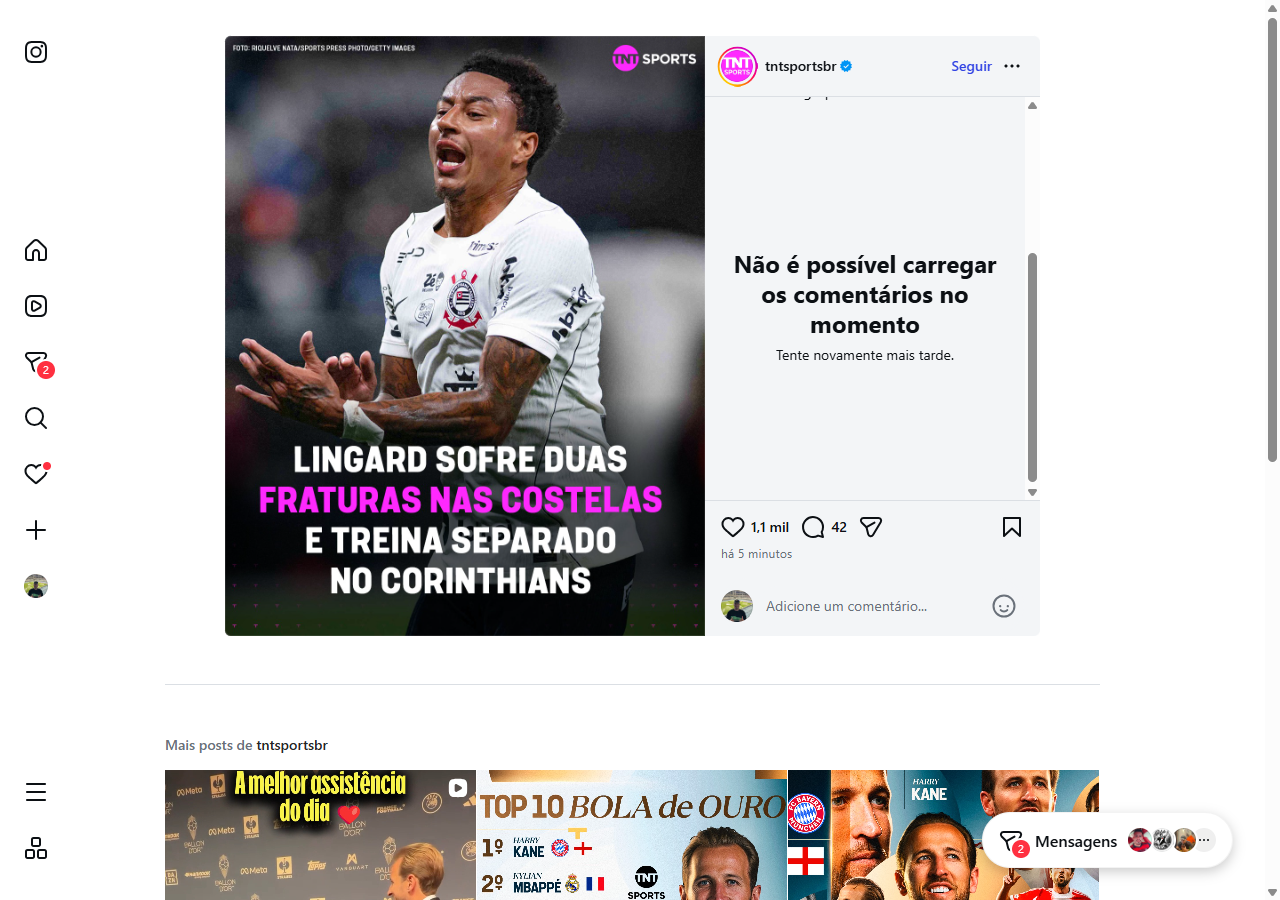 FOTO: RIQUELVE NATA/SPORTS PRESS PHOTO/GETTY IMAGES
TNT SPORTS
LINGARD SOFRE DUAS
FRATURAS NAS COSTELAS
E TREINA SEPARADO
NO CORINTHIANS
tntsportsbr
Seguir
Não é possível carregar
os comentários no
momento
Tente novamente mais tarde.
1,1 mil
42
há 5 minutos
Adicione um comentário...
2
Mais posts de tntsportsbr
A melhor assistência
do dia
TOP 10 BOLA de OURO
1º HARRY KANE
2º KYLIAN MBAPPÉ
TNT SPORTS
HARRY
KANE
FC BAYERN
MÜNCHEN
2
Mensagens